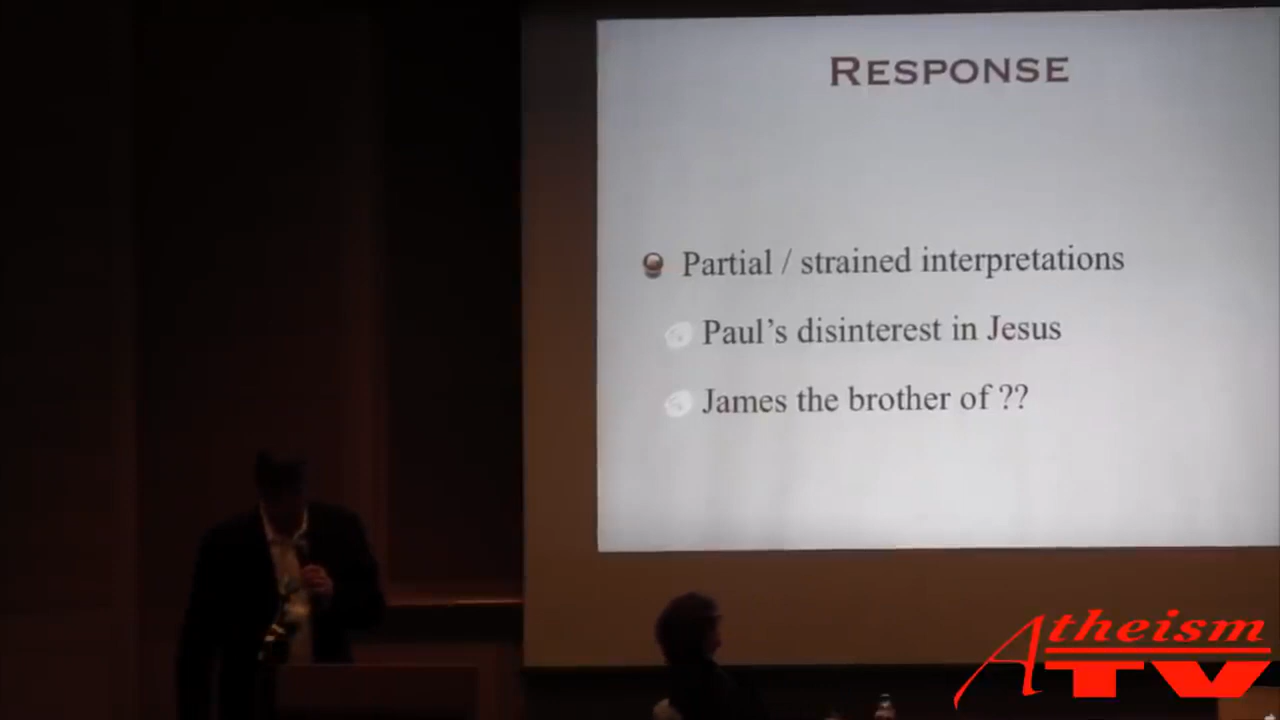 RESPONSE
Partial / strained interpretations
Paul's disinterest in Jesus
James the brother of ??
Atheism
TV